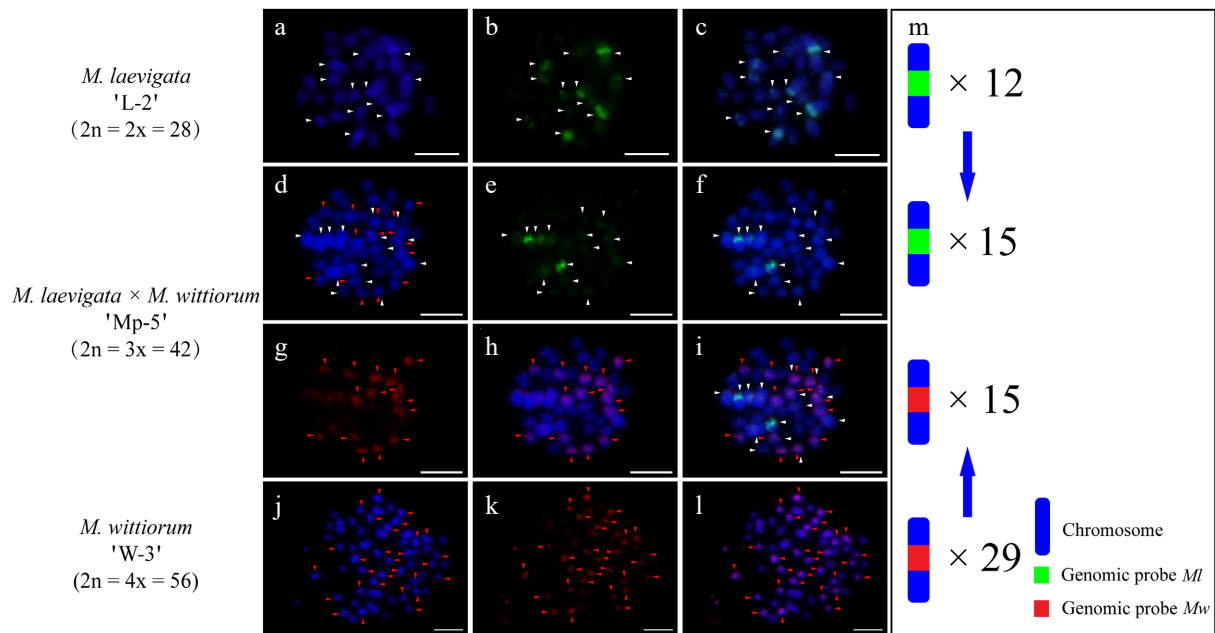 a
b
c
m
M. laevigata
'L-2'
(2n = 2x = 28)
× 12
d
e
f
× 15
M. laevigata × M. wittiorum
'Mp-5'
(2n = 3x = 42)
g
h
i
× 15
j
k
l
M. wittiorum
'W-3'
(2n = 4x = 56)
× 29
Chromosome
Genomic probe Ml
Genomic probe Mw